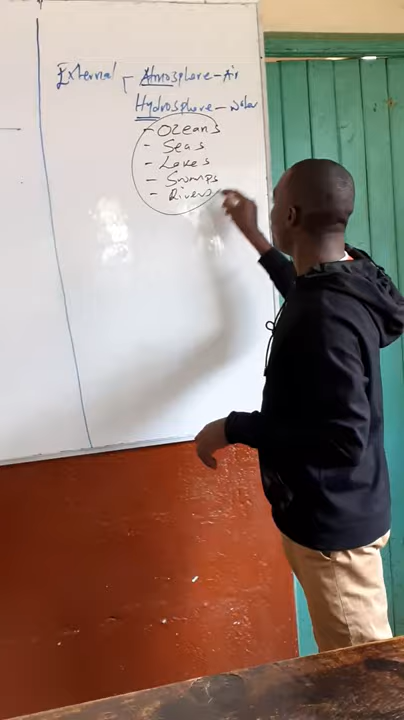 External
Atmosphere - Air
Hydrosphere - Water
- Oceans
- Seas
- Lakes
- Swamps
- Rivers